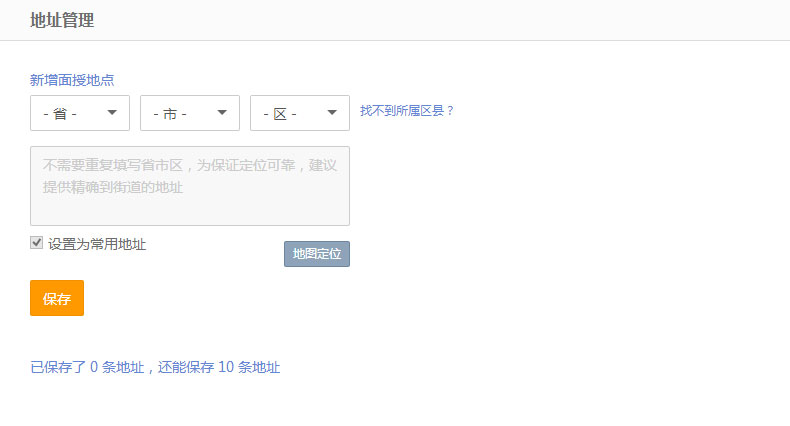 地址管理
新增面授地点
- 省 - - 市 - - 区 - 找不到所属区县？
不需要重复填写省市区，为保证定位可靠，建议
提供精确到街道的地址
设置为常用地址 地图定位
保存
已保存了 0 条地址，还能保存 10 条地址